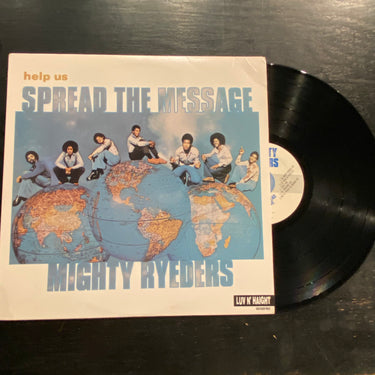 help us
SPREAD THE MESSAGE
MIGHTY RYEDERS
LUV N' HAIGHT